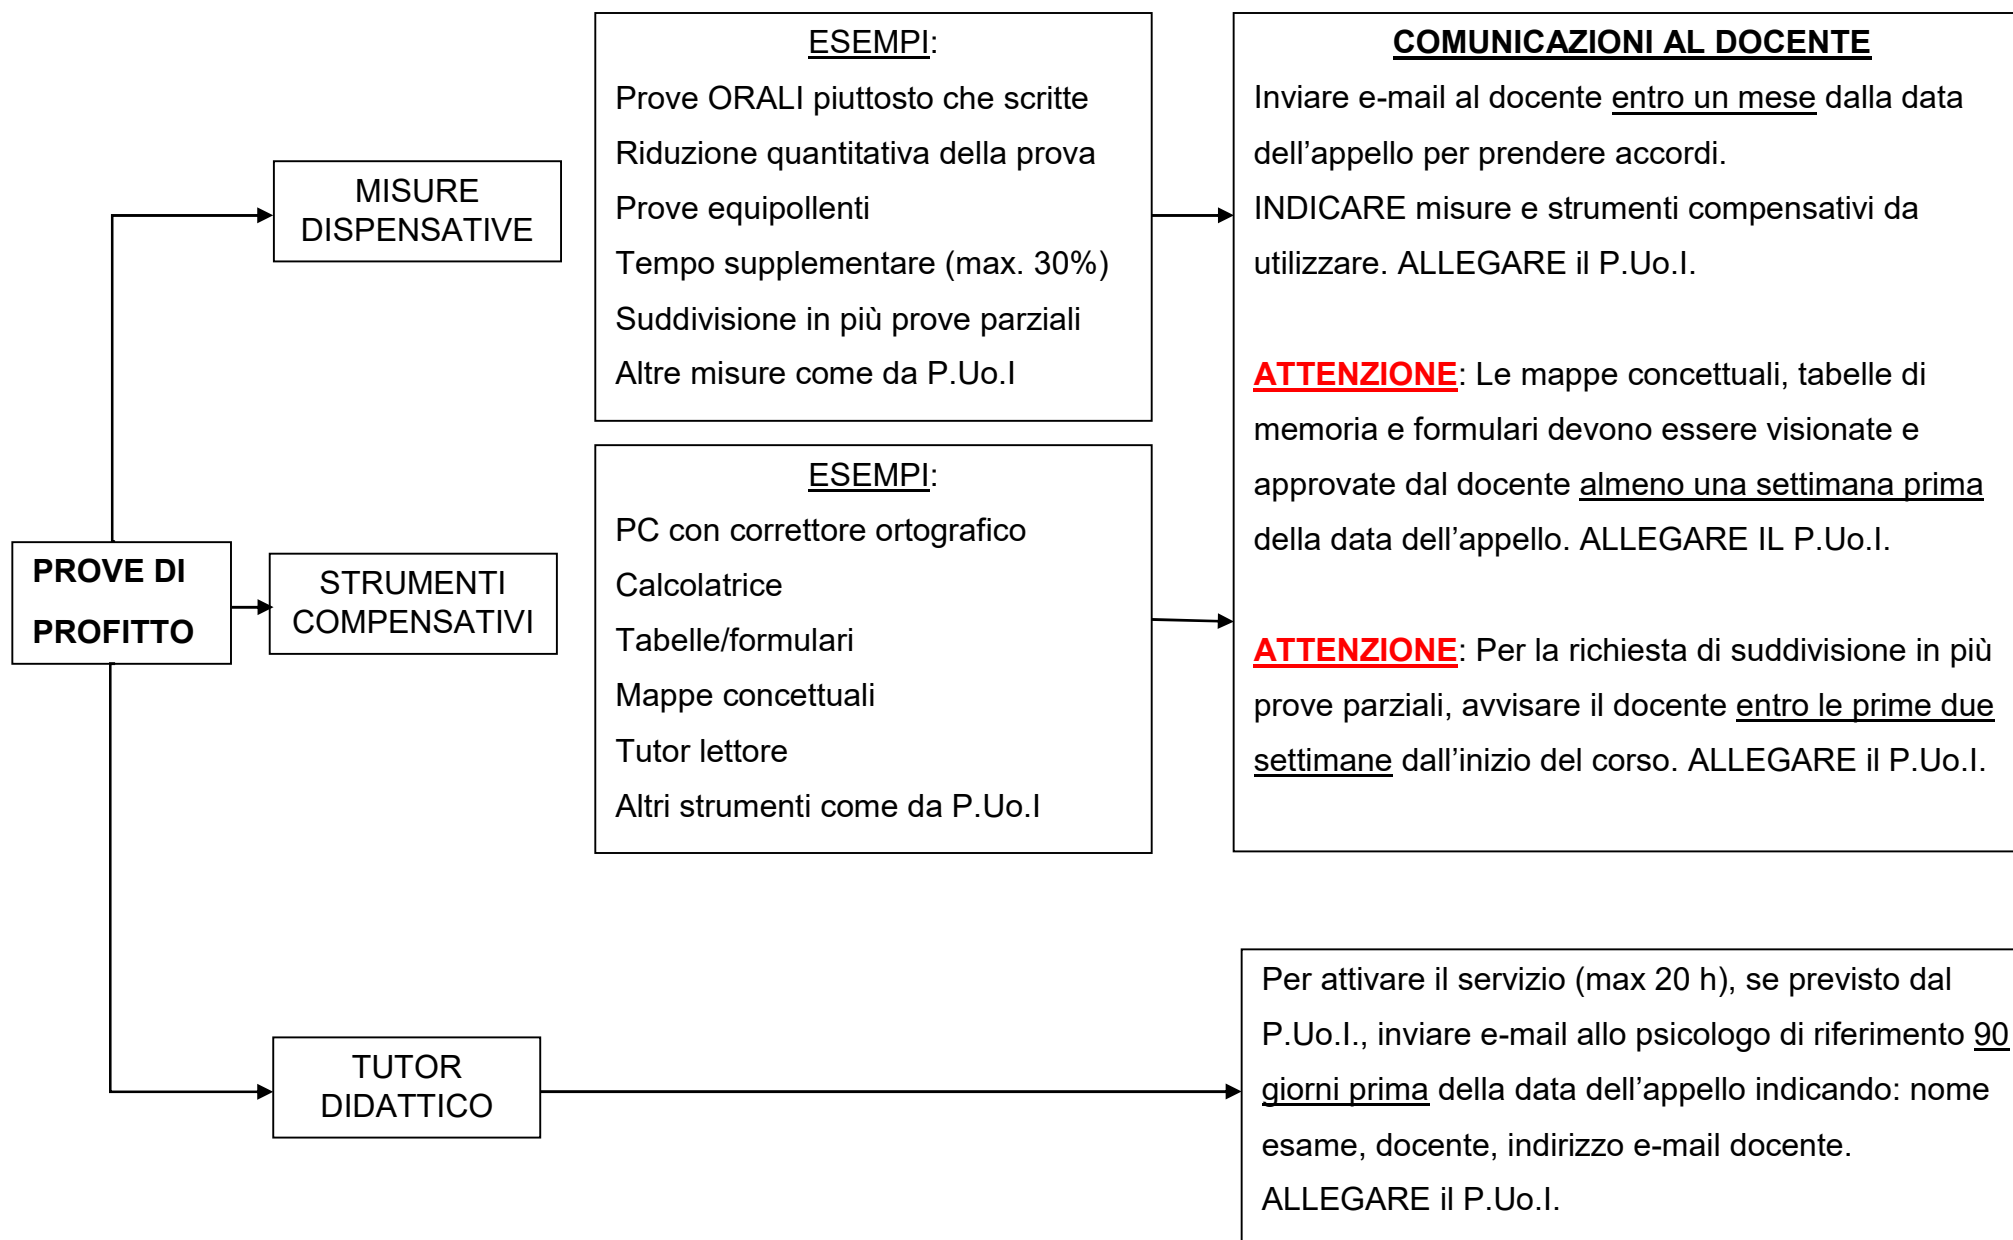 PROVE DI
PROFITTO
MISURE
DISPENSATIVE
ESEMPI:
Prove ORALI piuttosto che scritte
Riduzione quantitativa della prova
Prove equipollenti
Tempo supplementare (max. 30%)
Suddivisione in più prove parziali
Altre misure come da P.Uo.I
STRUMENTI
COMPENSATIVI
ESEMPI:
PC con correttore ortografico
Calcolatrice
Tabelle/formulari
Mappe concettuali
Tutor lettore
Altri strumenti come da P.Uo.I
COMUNICAZIONI AL DOCENTE
Inviare e-mail al docente entro un mese dalla data
dell’appello per prendere accordi.
INDICARE misure e strumenti compensativi da
utilizzare. ALLEGARE il P.Uo.I.
ATTENZIONE: Le mappe concettuali, tabelle di
memoria e formulari devono essere visionate e
approvate dal docente almeno una settimana prima
della data dell’appello. ALLEGARE IL P.Uo.I.
ATTENZIONE: Per la richiesta di suddivisione in più
prove parziali, avvisare il docente entro le prime due
settimane dall’inizio del corso. ALLEGARE il P.Uo.I.
TUTOR
DIDATTICO
Per attivare il servizio (max 20 h), se previsto dal
P.Uo.I., inviare e-mail allo psicologo di riferimento 90
giorni prima della data dell’appello indicando: nome
esame, docente, indirizzo e-mail docente.
ALLEGARE il P.Uo.I.